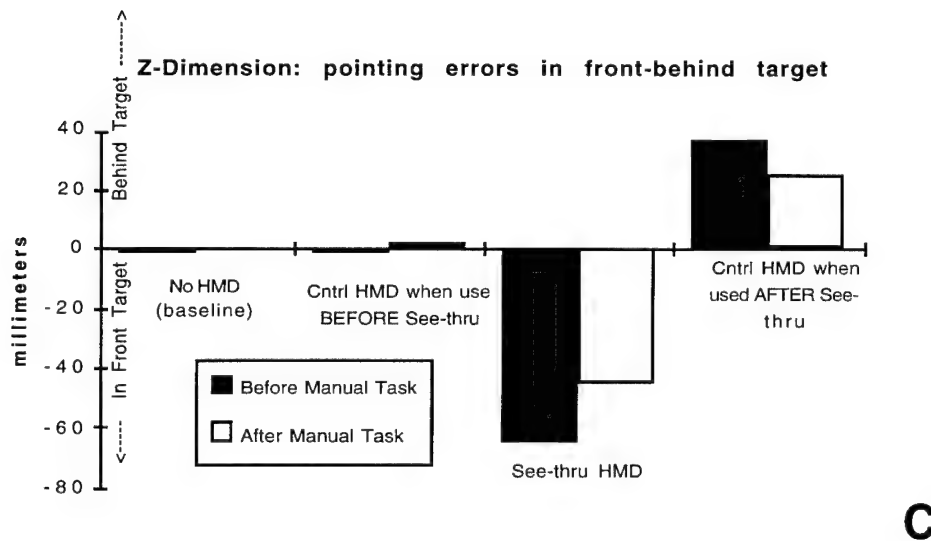 Z-Dimension: pointing errors in front-behind target
millimeters
<----- In Front Target
Behind Target ------>
40
20
0
-20
-40
-60
-80
No HMD
(baseline)
Cntrl HMD when use
BEFORE See-thru
See-thru HMD
Cntrl HMD when
used AFTER See-
thru
Before Manual Task
After Manual Task
C